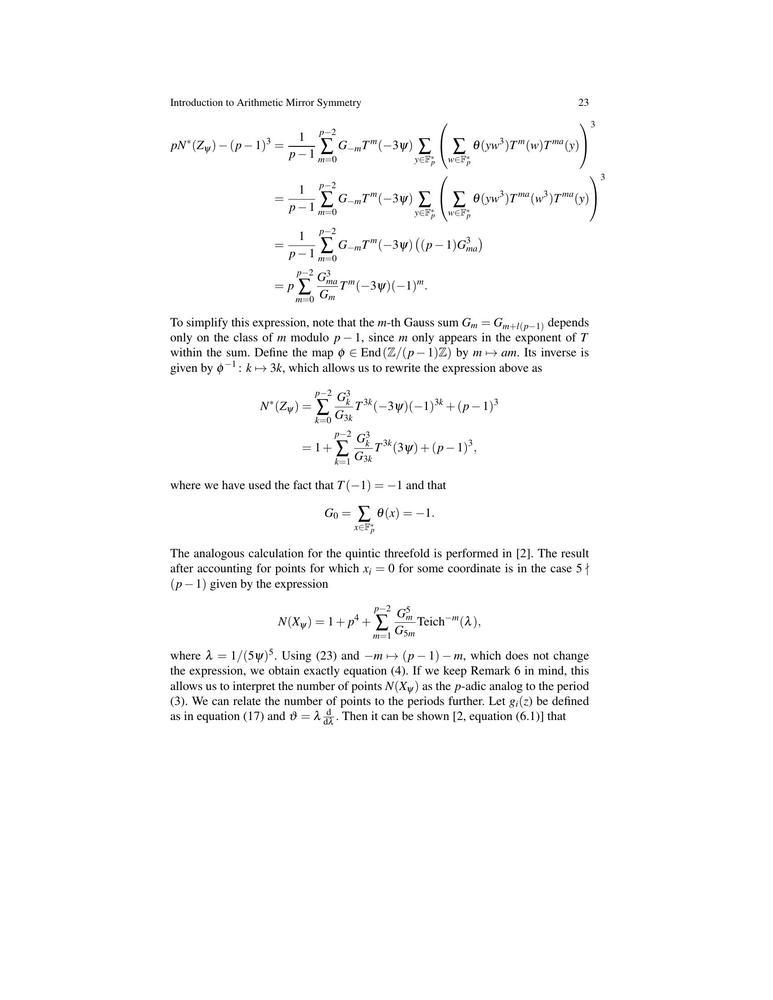 Introduction to Arithmetic Mirror Symmetry 23
$pN^*(Z_\psi) - (p-1)^3 = \frac{1}{p-1} \sum_{m=0}^{p-2} G_{-m} T^m(-3\psi) \sum_{y \in \mathbb{F}_p^*} \left( \sum_{w \in \mathbb{F}_p^*} \theta(yw^3) T^m(w) T^{ma}(y) \right)^3$
$= \frac{1}{p-1} \sum_{m=0}^{p-2} G_{-m} T^m(-3\psi) \sum_{y \in \mathbb{F}_p^*} \left( \sum_{w \in \mathbb{F}_p^*} \theta(yw^3) T^{ma}(w^3) T^{ma}(y) \right)^3$
$= \frac{1}{p-1} \sum_{m=0}^{p-2} G_{-m} T^m(-3\psi) \left( (p-1) G_{ma}^3 \right)$
$= p \sum_{m=0}^{p-2} \frac{G_{ma}^3}{G_m} T^m(-3\psi)(-1)^m.$
To simplify this expression, note that the $m$-th Gauss sum $G_m = G_{m+l(p-1)}$ depends
only on the class of $m$ modulo $p-1$, since $m$ only appears in the exponent of $T$
within the sum. Define the map $\phi \in \mathrm{End}(\mathbb{Z}/(p-1)\mathbb{Z})$ by $m \mapsto am$. Its inverse is
given by $\phi^{-1}: k \mapsto 3k$, which allows us to rewrite the expression above as
$N^*(Z_\psi) = \sum_{k=0}^{p-2} \frac{G_k^3}{G_{3k}} T^{3k}(-3\psi)(-1)^{3k} + (p-1)^3$
$= 1 + \sum_{k=1}^{p-2} \frac{G_k^3}{G_{3k}} T^{3k}(3\psi) + (p-1)^3,$
where we have used the fact that $T(-1) = -1$ and that
$G_0 = \sum_{x \in \mathbb{F}_p^*} \theta(x) = -1.$
The analogous calculation for the quintic threefold is performed in [2]. The result
after accounting for points for which $x_i = 0$ for some coordinate is in the case $5 \nmid$
$(p-1)$ given by the expression
$N(X_\psi) = 1 + p^4 + \sum_{m=1}^{p-2} \frac{G_m^5}{G_{5m}} \mathrm{Teich}^{-m}(\lambda),$
where $\lambda = 1/(5\psi)^5$. Using (23) and $-m \mapsto (p-1) - m$, which does not change
the expression, we obtain exactly equation (4). If we keep Remark 6 in mind, this
allows us to interpret the number of points $N(X_\psi)$ as the $p$-adic analog to the period
(3). We can relate the number of points to the periods further. Let $g_i(z)$ be defined
as in equation (17) and $\vartheta = \lambda \frac{\mathrm{d}}{\mathrm{d}\lambda}$. Then it can be shown [2, equation (6.1)] that